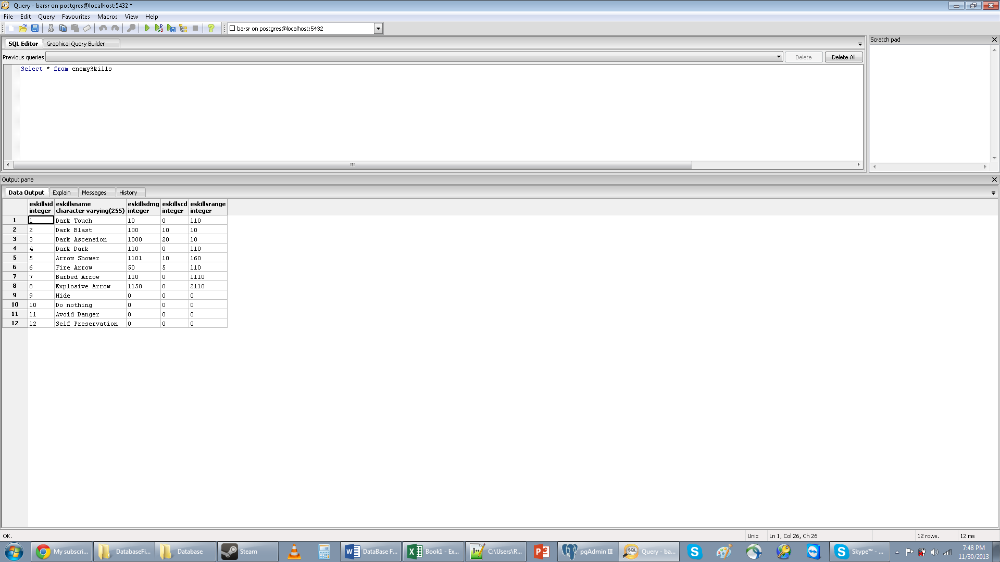 Query - barsr on postgres@localhost:5432 *
File Edit Query Favourites Macros View Help
barsr on postgres@localhost:5432
SQL Editor Graphical Query Builder
Scratch pad
Previous queries Delete Delete All
Select * from enemySkills
Output pane
Data Output Explain Messages History
eskillsid eskillsname eskillsdmg eskillscd eskillsrange
integer character varying(255) integer integer integer
1 1 Dark Touch 10 0 110
2 2 Dark Blast 100 10 10
3 3 Dark Ascension 1000 20 10
4 4 Dark Dark 110 0 110
5 5 Arrow Shower 1101 10 160
6 6 Fire Arrow 50 5 110
7 7 Barbed Arrow 110 0 1110
8 8 Explosive Arrow 1150 0 2110
9 9 Hide 0 0 0
10 10 Do nothing 0 0 0
11 11 Avoid Danger 0 0 0
12 12 Self Preservation 0 0 0
OK. Unix Ln 1, Col 26, Ch 26 12 rows. 12 ms
My subscri... DatabaseFi... Database Steam DataBase F... Book1 - Ex... C:\Users\R... pgAdmin III Query - ba... Skype™ - ... 7:48 PM
11/30/2013